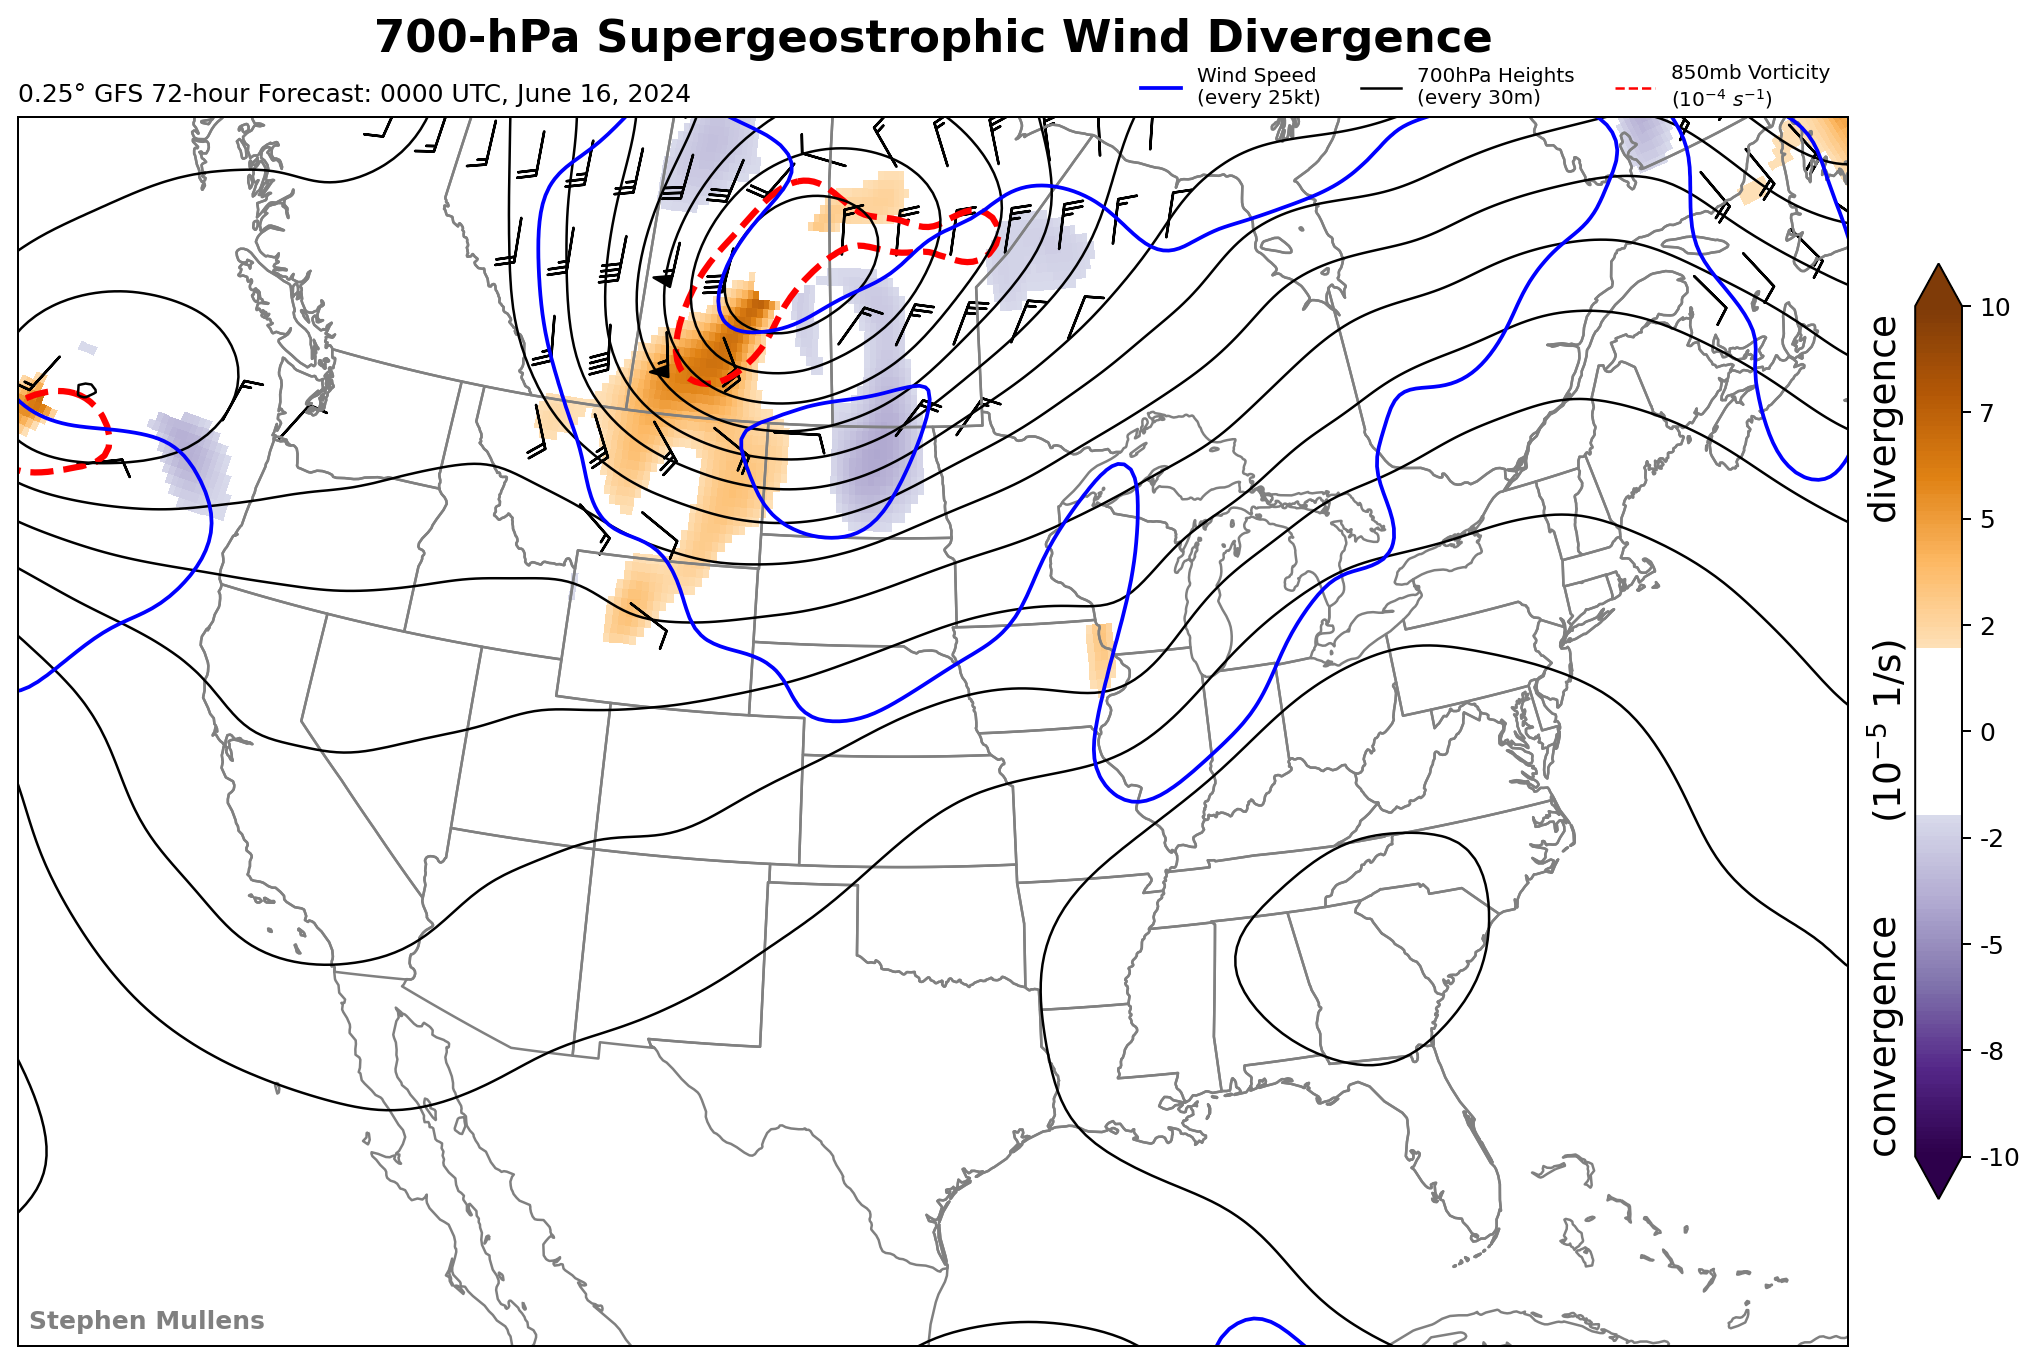 700-hPa Supergeostrophic Wind Divergence
0.25° GFS 72-hour Forecast: 0000 UTC, June 16, 2024
Wind Speed
(every 25kt)
700hPa Heights
(every 30m)
850mb Vorticity
(10⁻⁴ s⁻¹)
10
7
5
2
0
-2
-5
-8
-10
convergence (10⁻⁵ 1/s) divergence
Stephen Mullens